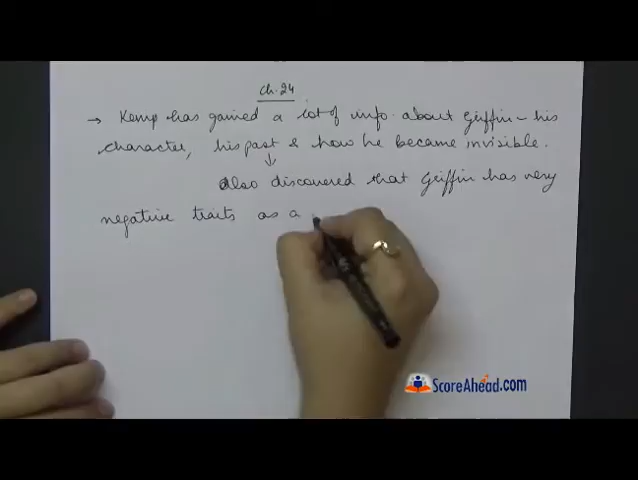 Ch. 24
→ Kemp has gained a lot of info. about Griffin - his
character, his past & how he became invisible.
↓
Also discovered that Griffin has very
negative traits as a
ScoreAhead.com